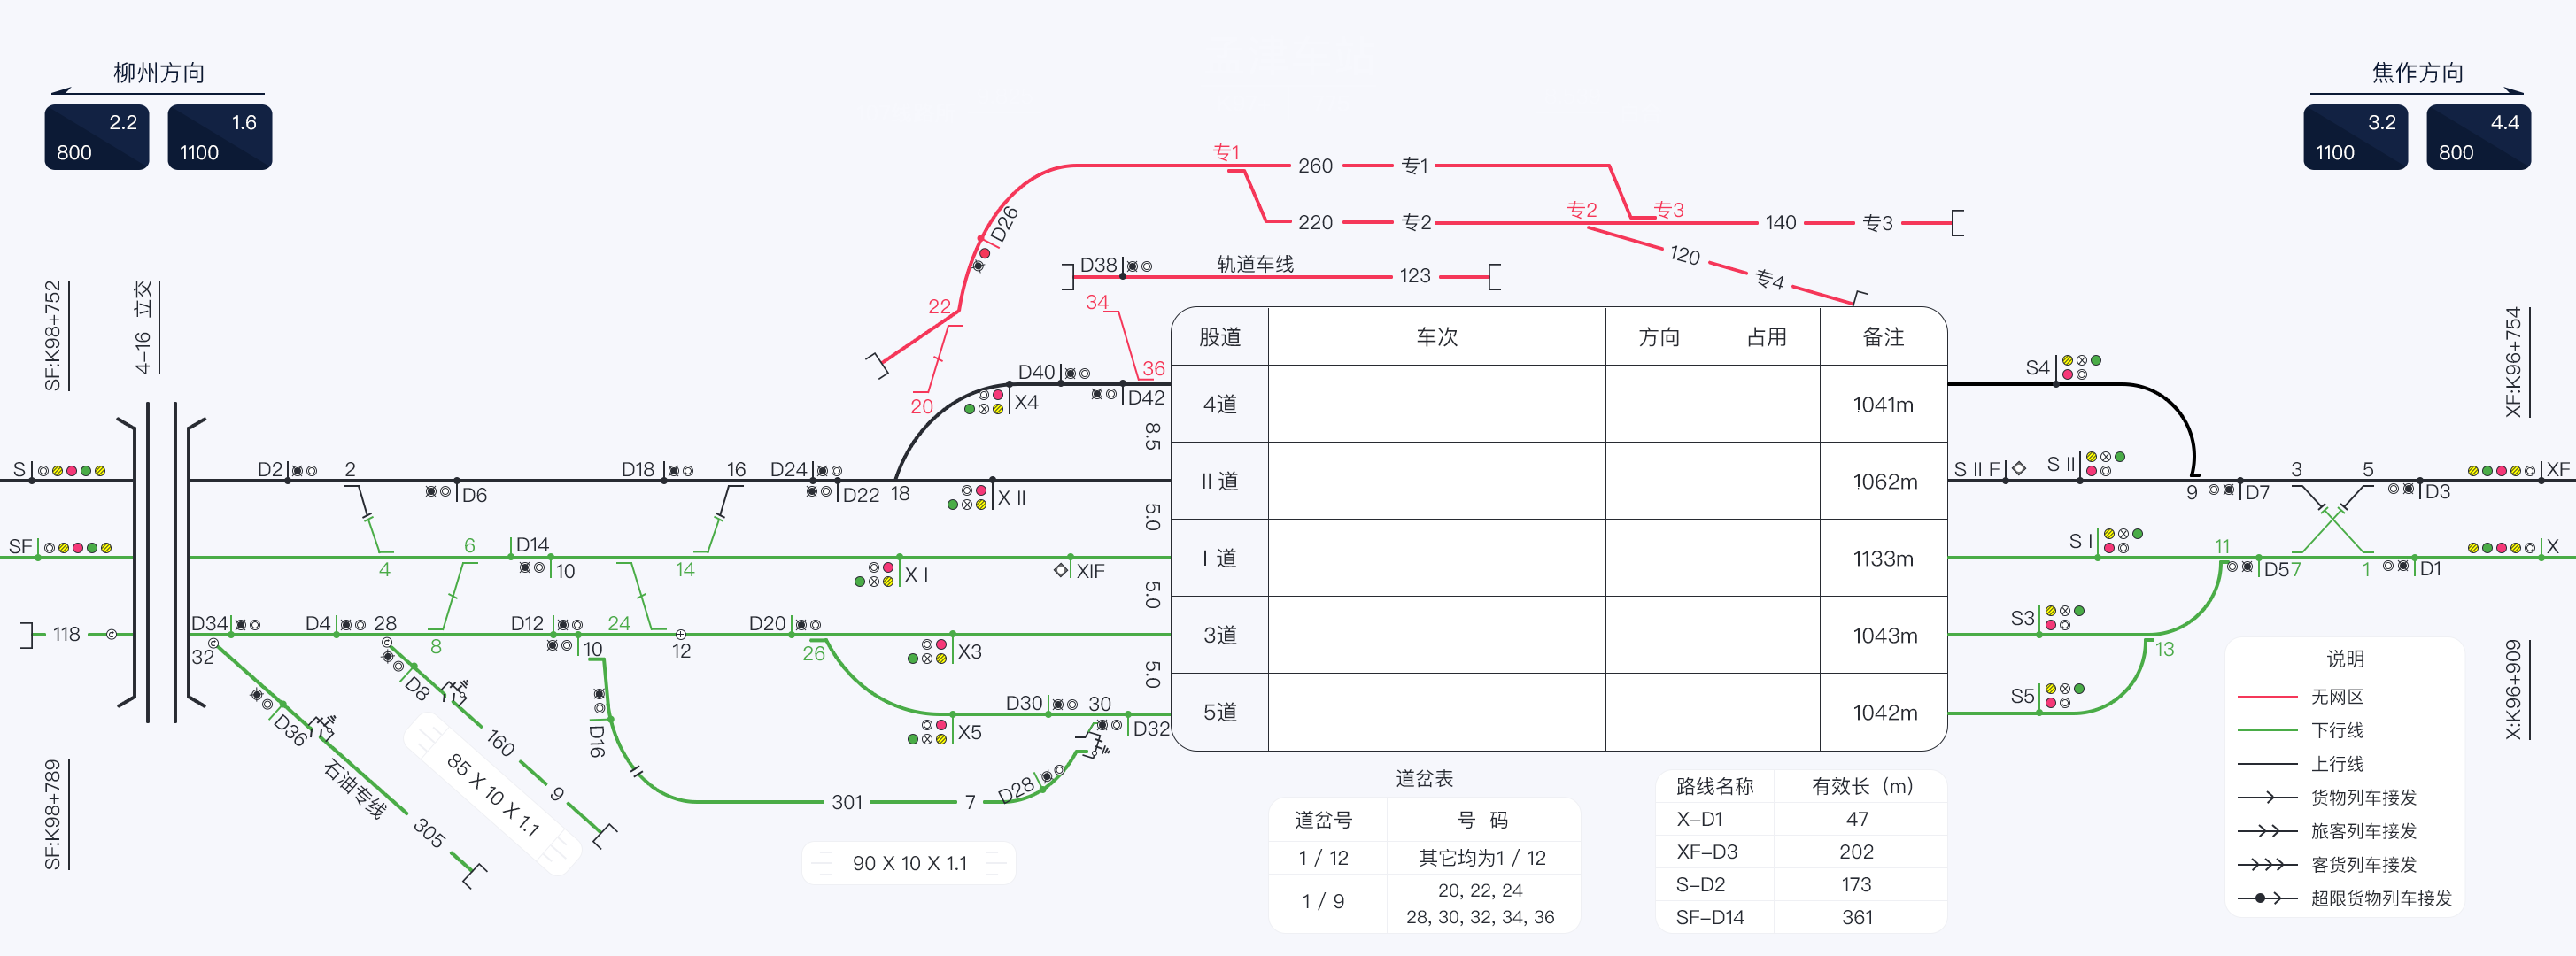 柳州方向
2.2
800
1.6
1100
焦作方向
3.2
1100
4.4
800
专1
260
专1
220
专2
专2
专3
140
专3
120
专4
D26
轨道车线
D38
123
22
20
34
36
SF:K98+752
4-16 立交
XF:K96+754
股道
车次
方向
占用
备注
4道
1041m
II 道
1062m
I 道
1133m
3道
1043m
5道
1042m
D40
X4
D42
8.5
S4
S
D2
2
D6
D18
16
D24
D22
18
X II
S II F
S II
9
D7
3
5
D3
XF
5.0
SF
4
6
D14
10
14
X I
XIF
S I
11
D5
7
1
D1
X
5.0
118
D34
32
D4
28
8
D12
10
24
12
D20
26
X3
S3
13
5.0
D36
D8
D16
X5
D30
30
D32
S5
石油专线
305
160
9
85 X 10 X 1.1
301
7
D28
90 X 10 X 1.1
SF:K98+789
X:K96+909
道岔表
道岔号
号 码
1 / 12
其它均为1 / 12
1 / 9
20, 22, 24
28, 30, 32, 34, 36
路线名称
有效长（m）
X-D1
47
XF-D3
202
S-D2
173
SF-D14
361
说明
无网区
下行线
上行线
货物列车接发
旅客列车接发
客货列车接发
超限货物列车接发